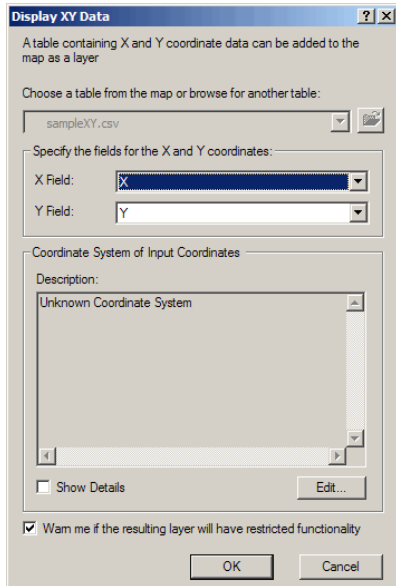 Display XY Data
A table containing X and Y coordinate data can be added to the
map as a layer
Choose a table from the map or browse for another table:
sampleXY.csv
Specify the fields for the X and Y coordinates:
X Field: X
Y Field: Y
Coordinate System of Input Coordinates
Description:
Unknown Coordinate System
Show Details Edit...
Warn me if the resulting layer will have restricted functionality
OK Cancel